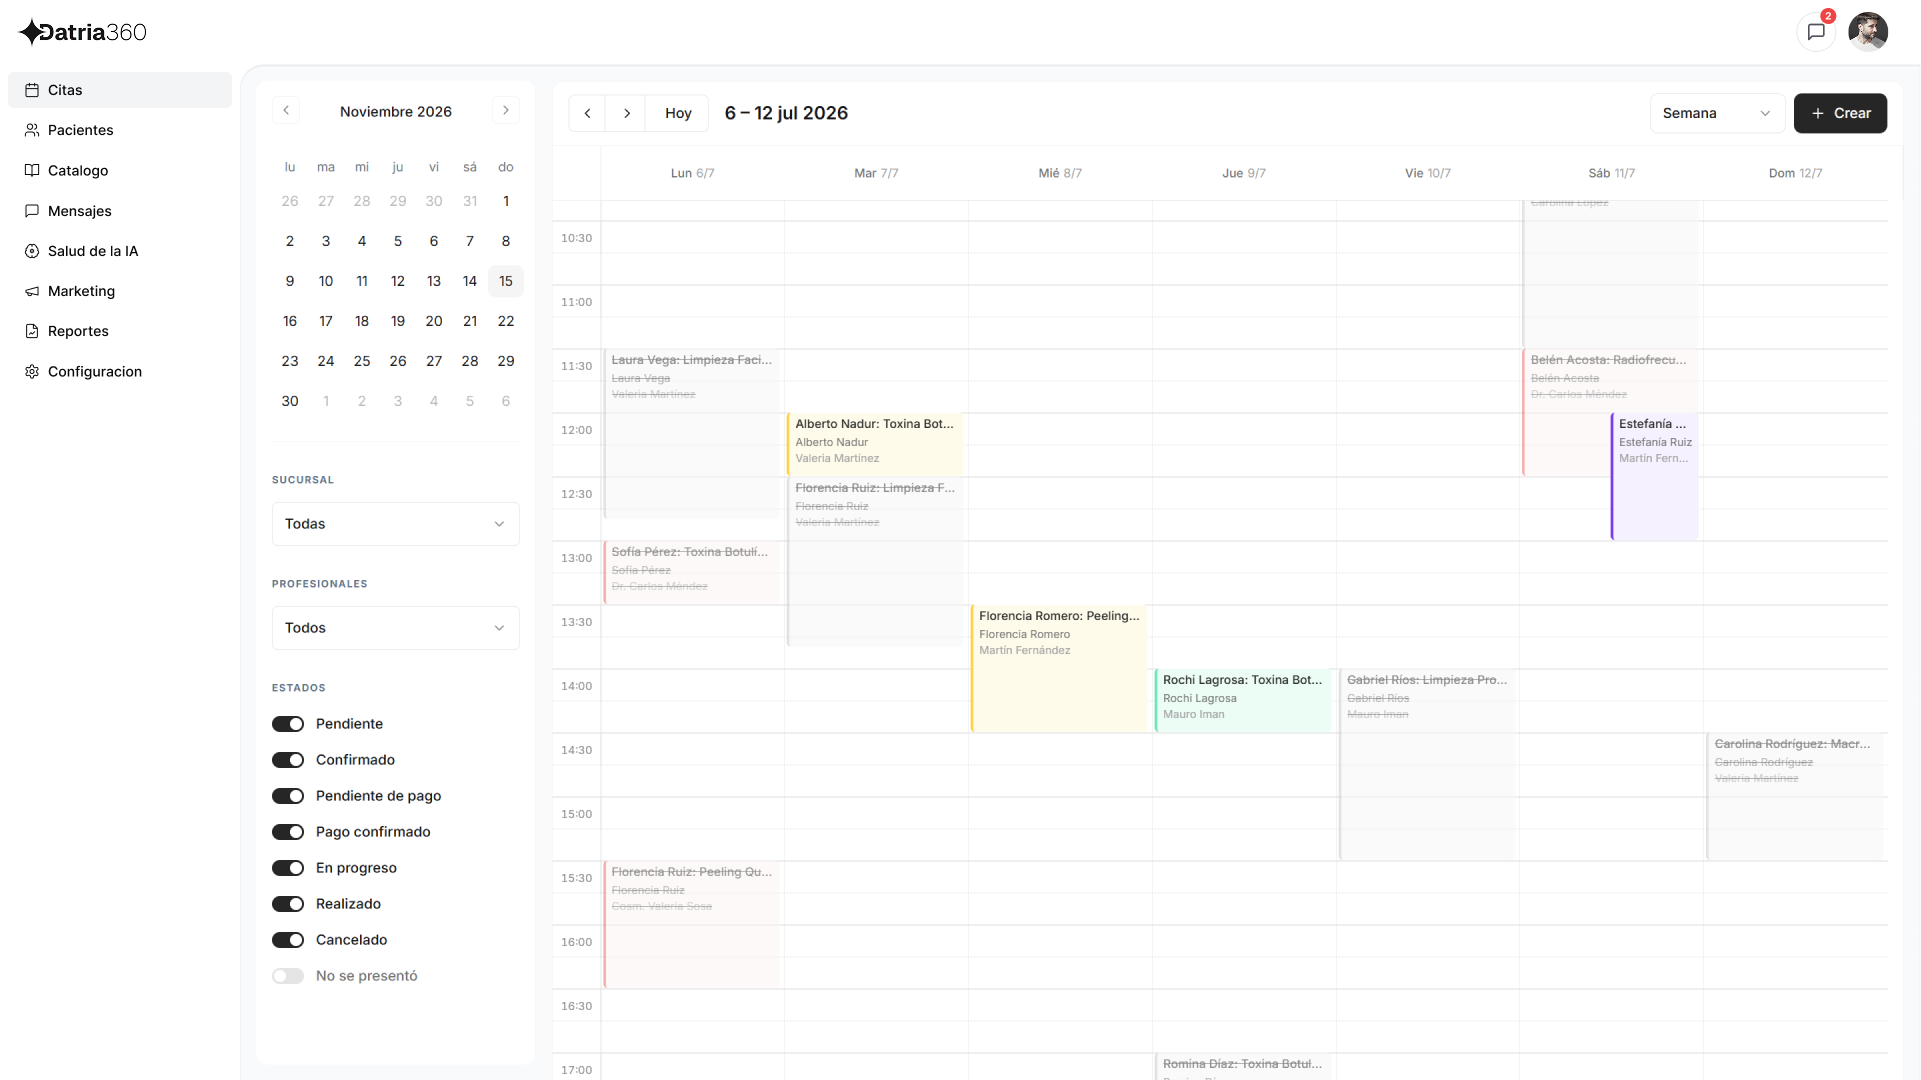 Datria360
2
Citas
Pacientes
Catalogo
Mensajes
Salud de la IA
Marketing
Reportes
Configuracion
Noviembre 2026
lu ma mi ju vi sá do
26 27 28 29 30 31 1
2 3 4 5 6 7 8
9 10 11 12 13 14 15
16 17 18 19 20 21 22
23 24 25 26 27 28 29
30 1 2 3 4 5 6
SUCURSAL
Todas
PROFESIONALES
Todos
ESTADOS
Pendiente
Confirmado
Pendiente de pago
Pago confirmado
En progreso
Realizado
Cancelado
No se presentó
Hoy
6 – 12 jul 2026
Semana
Crear
Lun 6/7
Mar 7/7
Mié 8/7
Jue 9/7
Vie 10/7
Sáb 11/7
Dom 12/7
10:30
11:00
11:30
12:00
12:30
13:00
13:30
14:00
14:30
15:00
15:30
16:00
16:30
17:00
Laura Vega: Limpieza Faci...
Laura Vega
Valeria Martínez
Sofía Pérez: Toxina Botulí...
Sofía Pérez
Dr. Carlos Méndez
Florencia Ruiz: Peeling Qu...
Florencia Ruiz
Cosm. Valeria Sosa
Alberto Nadur: Toxina Bot...
Alberto Nadur
Valeria Martínez
Florencia Ruiz: Limpieza F...
Florencia Ruiz
Valeria Martínez
Florencia Romero: Peeling...
Florencia Romero
Martín Fernández
Rochi Lagrosa: Toxina Bot...
Rochi Lagrosa
Mauro Iman
Romina Díaz: Toxina Botul...
Gabriel Ríos: Limpieza Pro...
Gabriel Ríos
Mauro Iman
Carolina López
Belén Acosta: Radiofrecu...
Belén Acosta
Dr. Carlos Méndez
Estefanía ...
Estefanía Ruiz
Martín Fern...
Carolina Rodríguez: Macr...
Carolina Rodríguez
Valeria Martínez